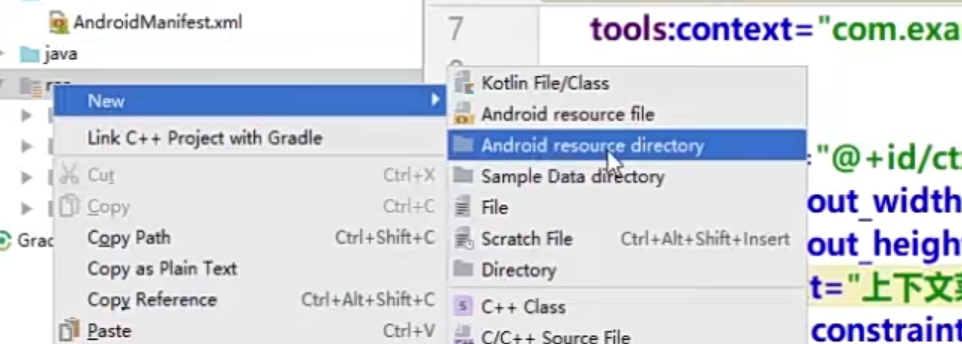 AndroidManifest.xml
java
7
tools:context="com.exa
New
Kotlin File/Class
Link C++ Project with Gradle
Android resource file
Android resource directory
"@+id/ct
Cut Ctrl+X
Sample Data directory
Copy Ctrl+C
File
out_width
Copy Path Ctrl+Shift+C
Scratch File Ctrl+Alt+Shift+Insert
out_heigh
Copy as Plain Text
Directory
t="上下文菜
Copy Reference Ctrl+Alt+Shift+C
C++ Class
Paste Ctrl+V
C/C++ Source File
constraint
Grad